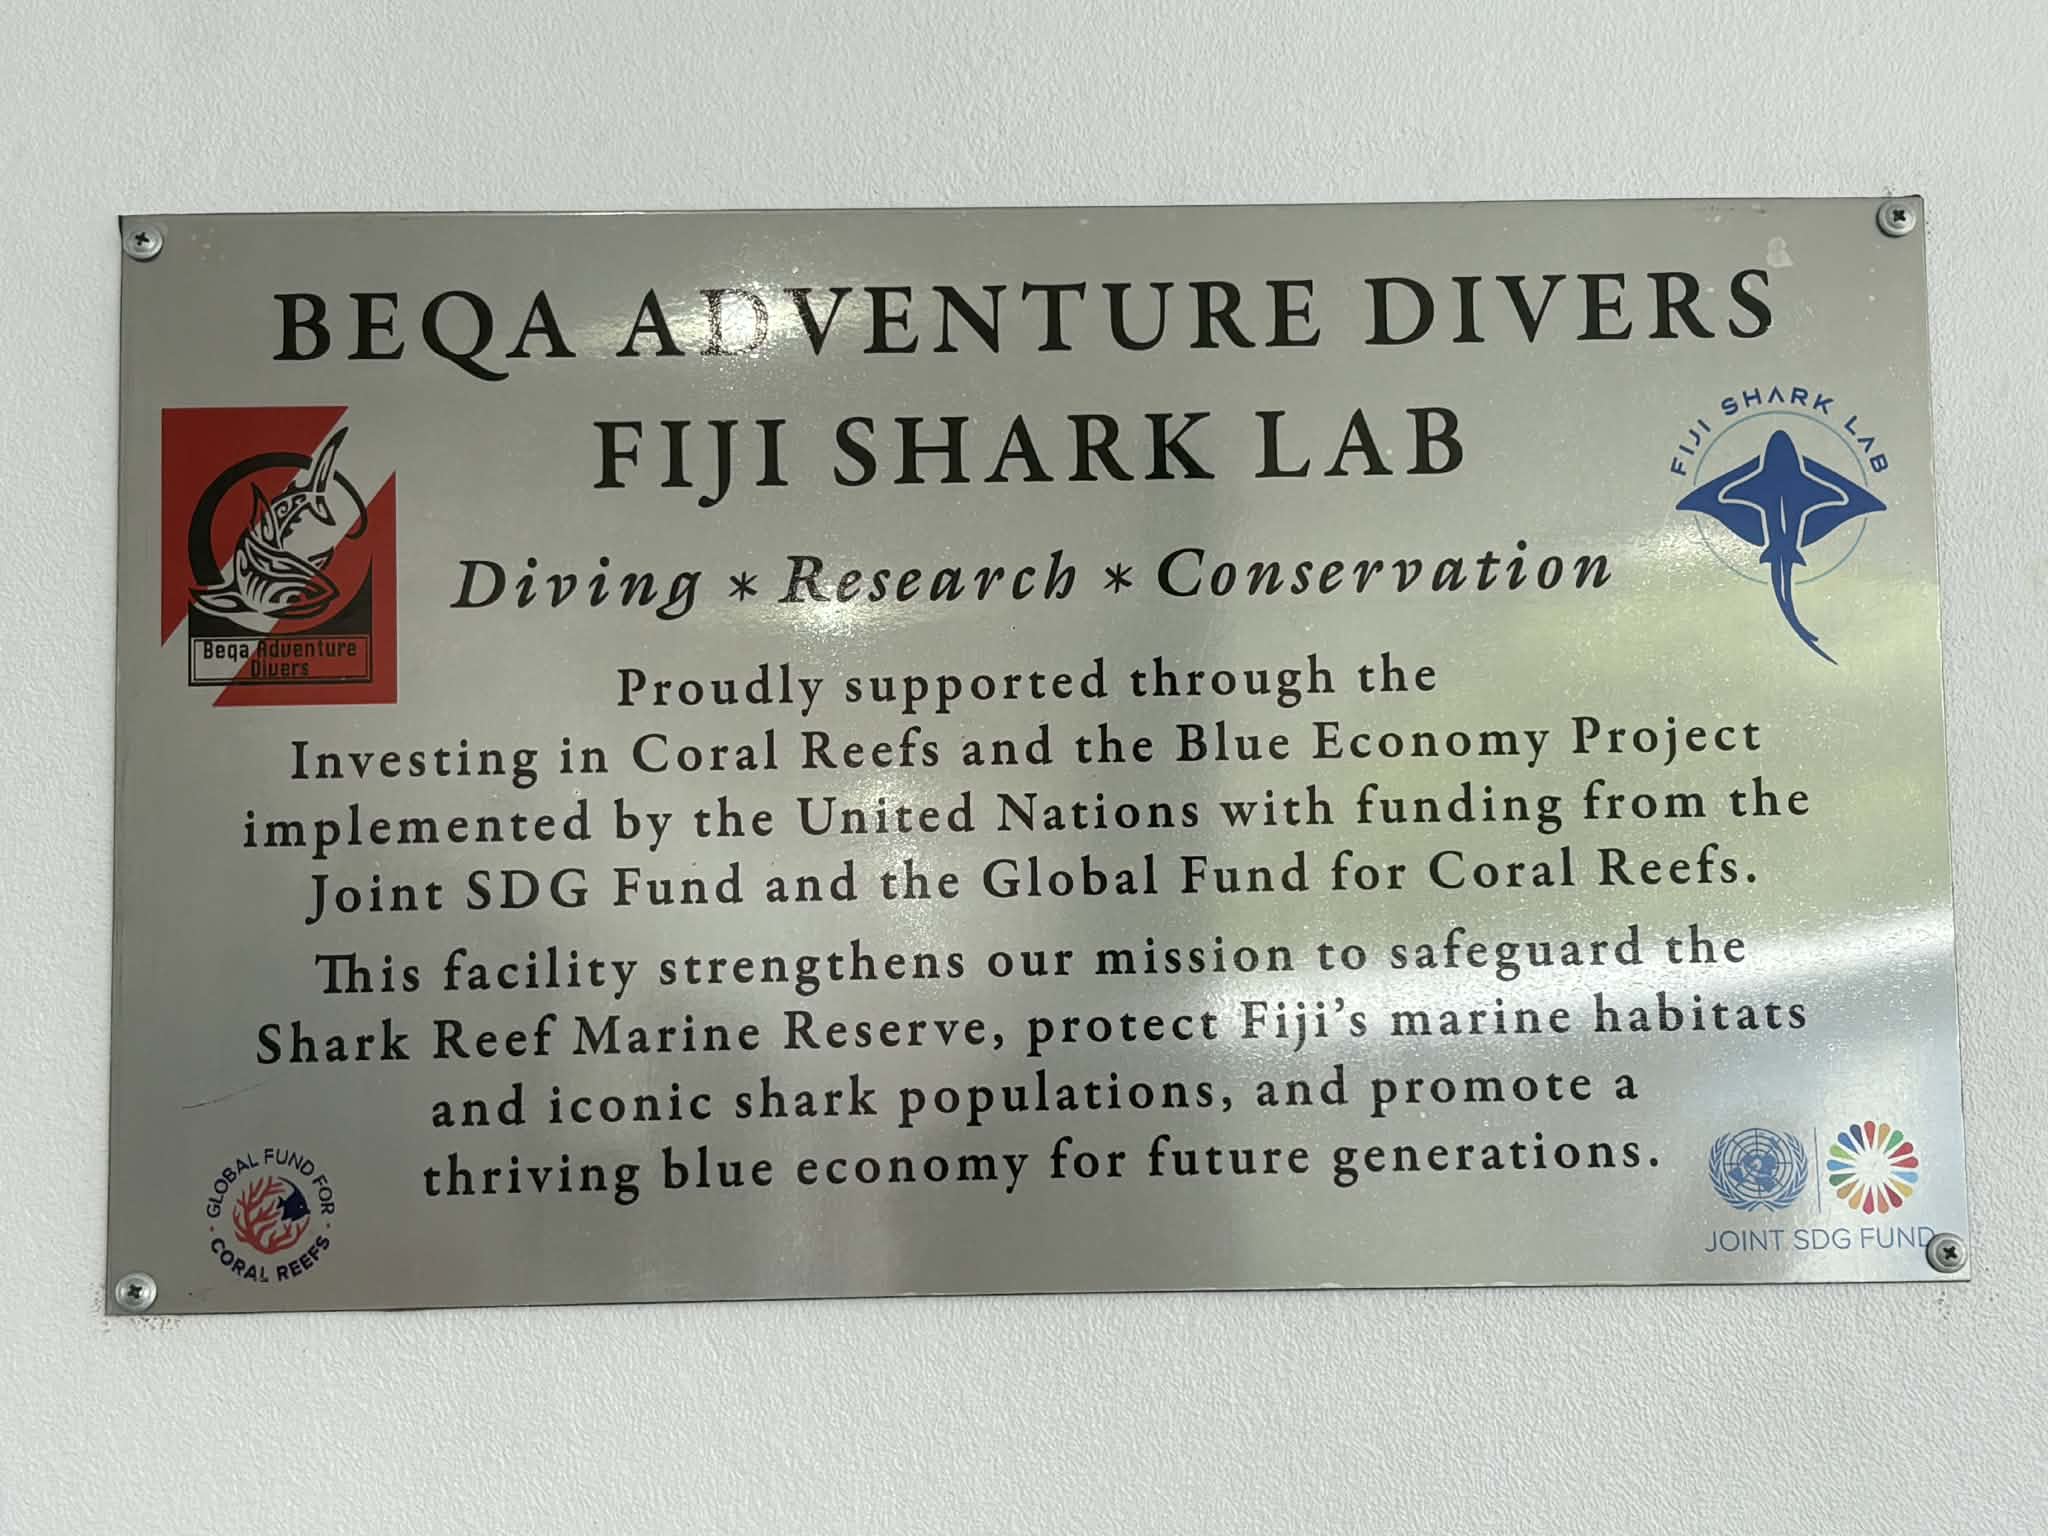 BEQA ADVENTURE DIVERS
FIJI SHARK LAB
FIJI SHARK LAB
Diving * Research * Conservation
Beqa Adventure
Divers
Proudly supported through the
Investing in Coral Reefs and the Blue Economy Project
implemented by the United Nations with funding from the
Joint SDG Fund and the Global Fund for Coral Reefs.
This facility strengthens our mission to safeguard the
Shark Reef Marine Reserve, protect Fiji's marine habitats
and iconic shark populations, and promote a
thriving blue economy for future generations.
· GLOBAL FUND FOR ·
CORAL REEFS
JOINT SDG FUND